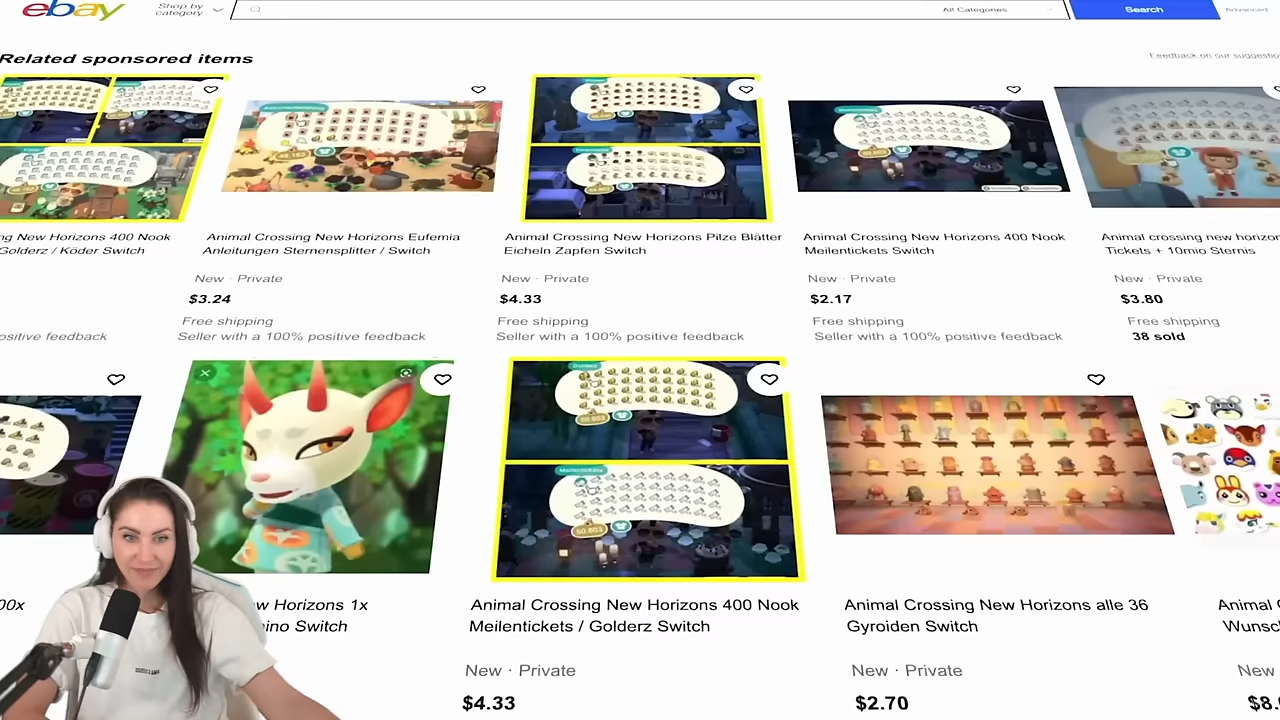 ebay
Shop by
category
All Categories
Search
Advanced
Related sponsored items
Feedback on our suggestio
ng New Horizons 400 Nook
Golderz / Köder Switch
Animal Crossing New Horizons Eufemia
Anleitungen Sternensplitter / Switch
Animal Crossing New Horizons Pilze Blätter
Eicheln Zapfen Switch
Animal Crossing New Horizons 400 Nook
Meilentickets Switch
Animal crossing new horizon
Tickets + 10mio Sternis
New · Private
New · Private
New · Private
New · Private
$3.24
$4.33
$2.17
$3.80
Free shipping
Free shipping
Free shipping
Free shipping
ositive feedback
Seller with a 100% positive feedback
Seller with a 100% positive feedback
Seller with a 100% positive feedback
38 sold
50.603
00x
w Horizons 1x
ino Switch
Animal Crossing New Horizons 400 Nook
Meilentickets / Golderz Switch
Animal Crossing New Horizons alle 36
Gyroiden Switch
Animal
Wunsc
New · Private
New · Private
New
$4.33
$2.70
$8.